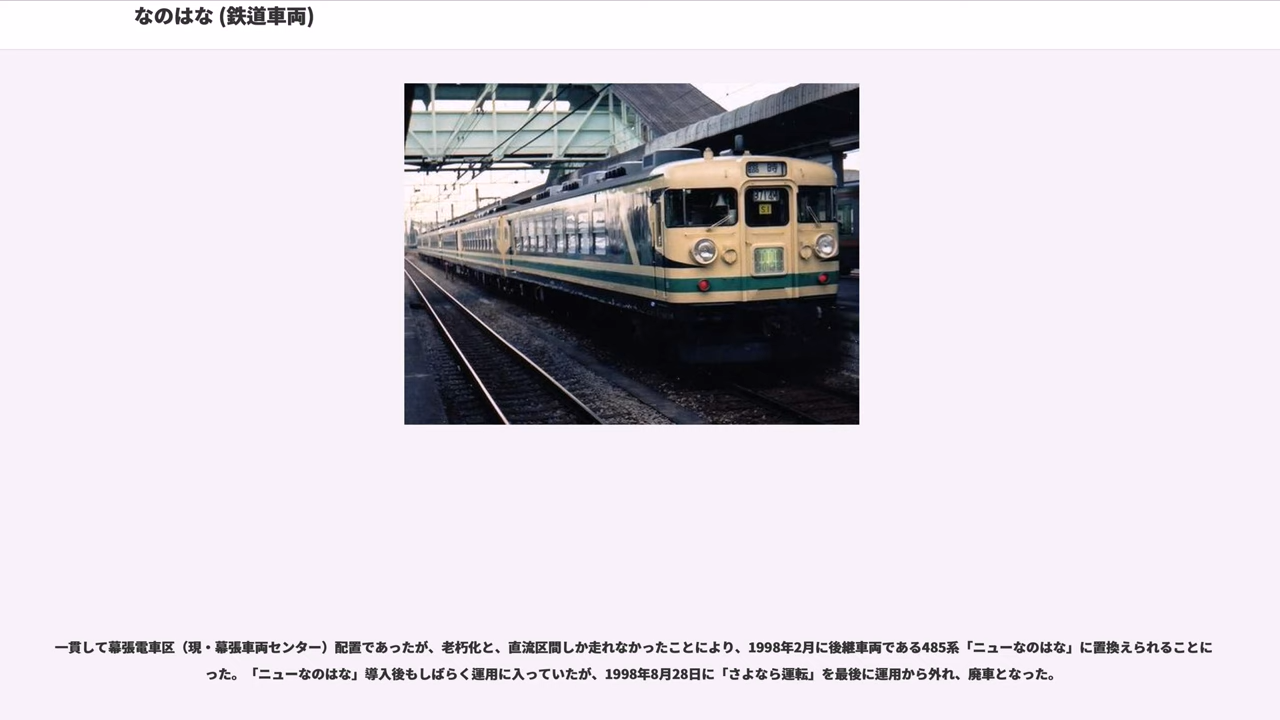 なのはな (鉄道車両)
臨時
一貫して幕張電車区（現・幕張車両センター）配置であったが、老朽化と、直流区間しか走れなかったことにより、1998年2月に後継車両である485系「ニューなのはな」に置換えられることに
った。「ニューなのはな」導入後もしばらく運用に入っていたが、1998年8月28日に「さよなら運転」を最後に運用から外れ、廃車となった。